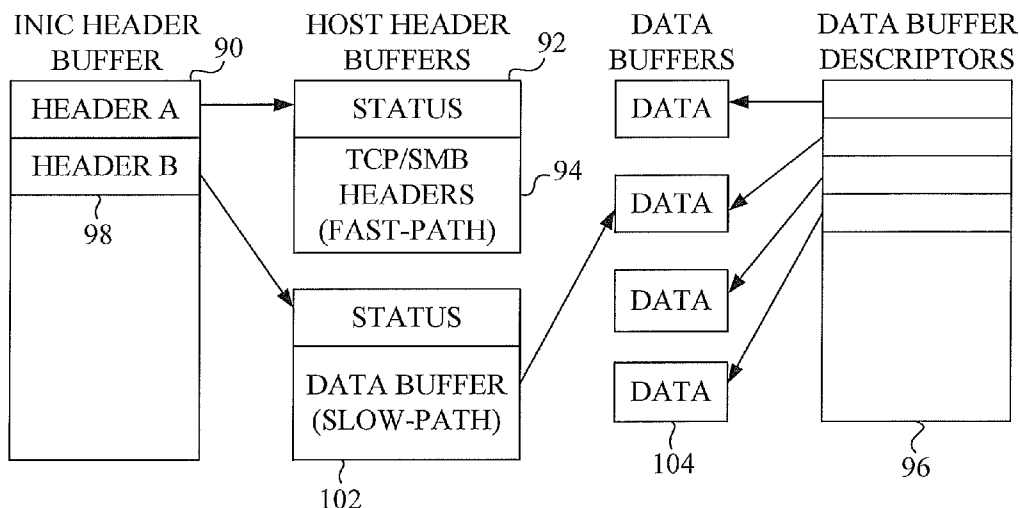 INIC HEADER
BUFFER
90
HEADER A
HEADER B
98
HOST HEADER
BUFFERS
92
STATUS
TCP/SMB
HEADERS
(FAST-PATH)
94
STATUS
DATA BUFFER
(SLOW-PATH)
102
DATA
BUFFERS
DATA
DATA
DATA
DATA
104
DATA BUFFER
DESCRIPTORS
96